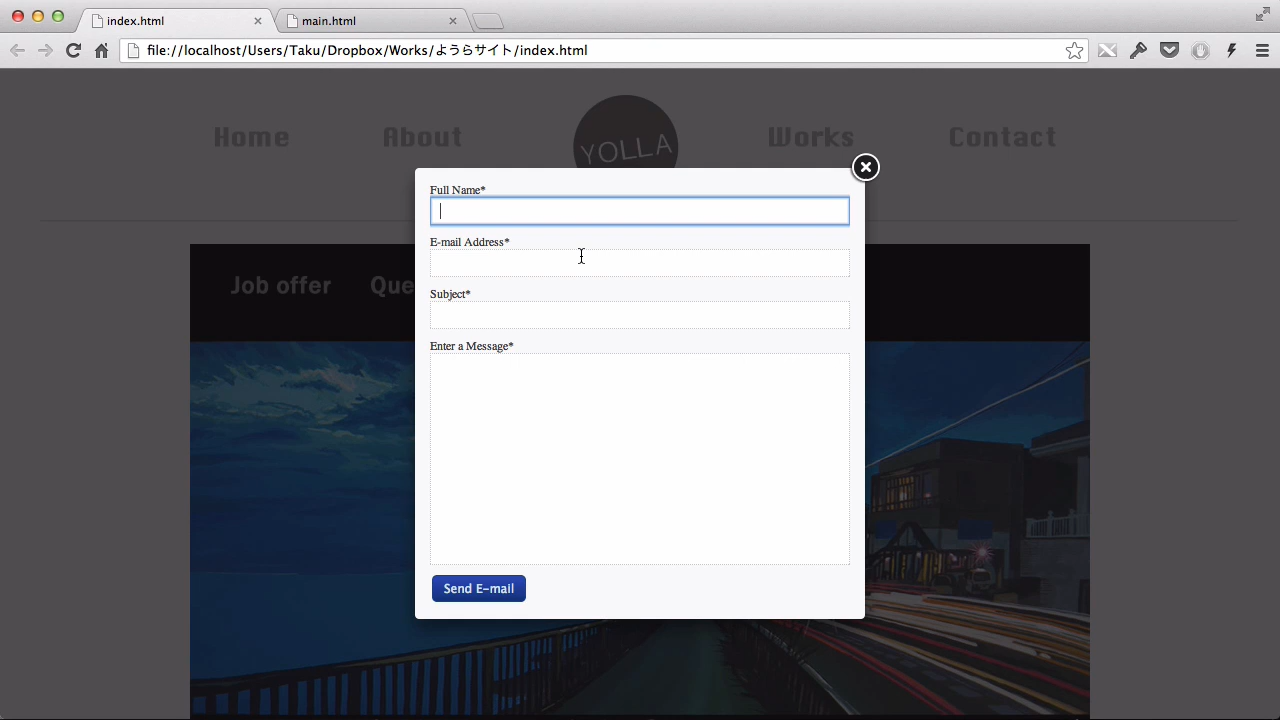 index.html
main.html
file://localhost/Users/Taku/Dropbox/Works/ようらサイト/index.html
Home
About
YOLLA
Works
Contact
Full Name*
E-mail Address*
Job offer
Que
Subject*
Enter a Message*
Send E-mail